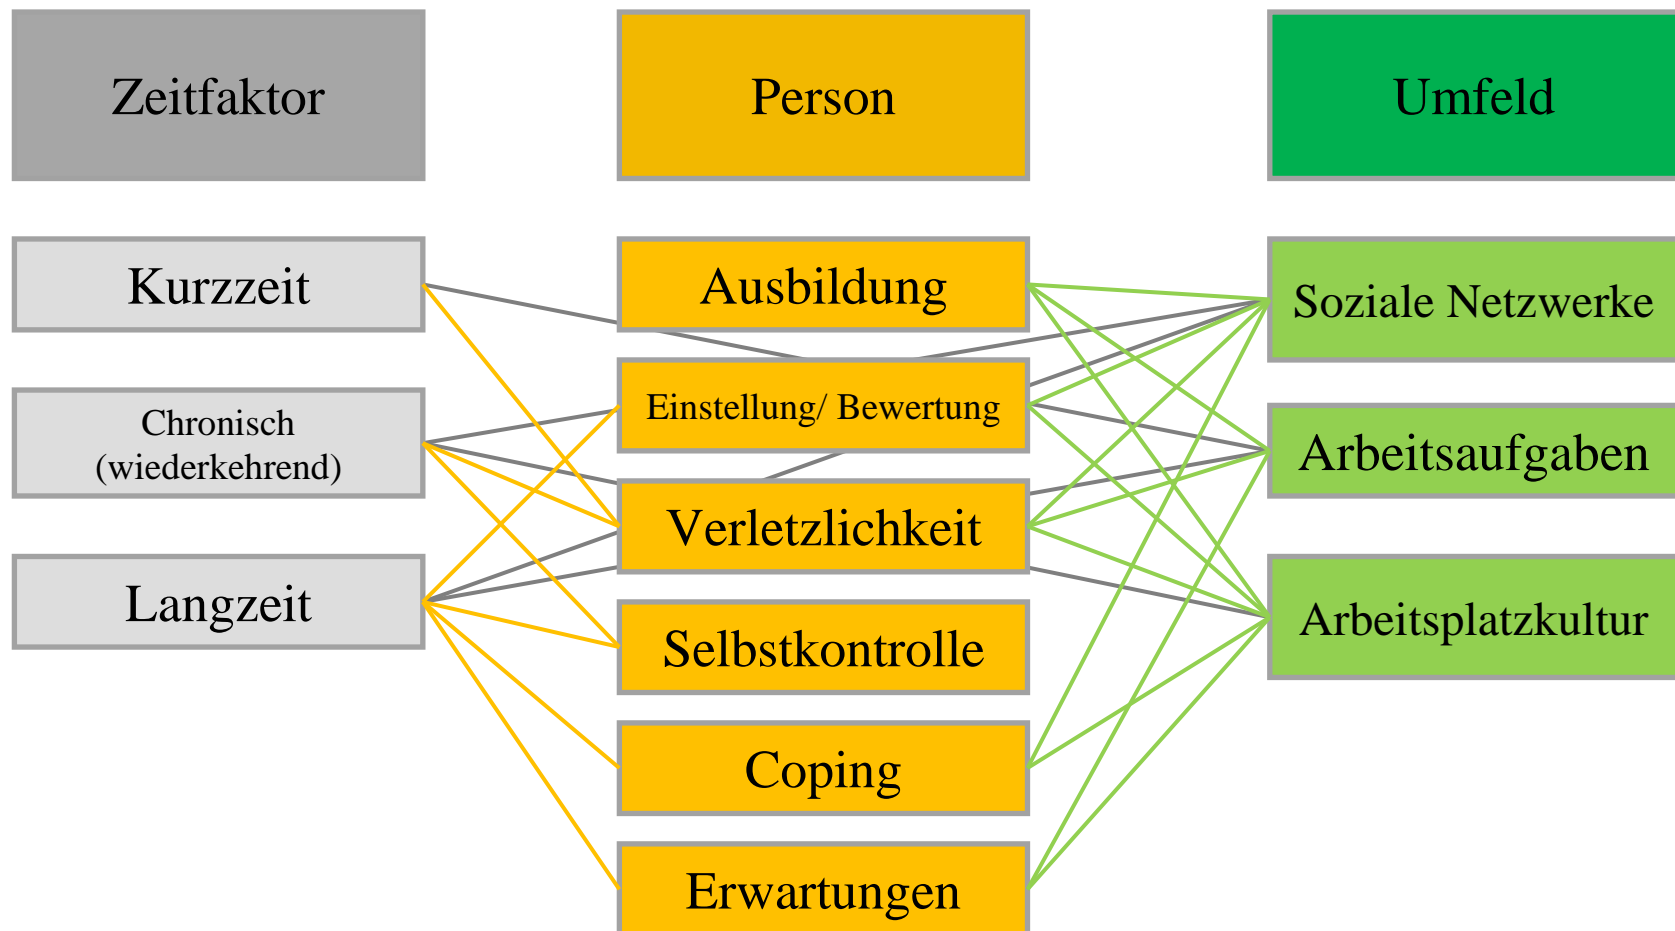 Zeitfaktor
Person
Umfeld
Kurzzeit
Chronisch
(wiederkehrend)
Langzeit
Ausbildung
Einstellung/ Bewertung
Verletzlichkeit
Selbstkontrolle
Coping
Erwartungen
Soziale Netzwerke
Arbeitsaufgaben
Arbeitsplatzkultur